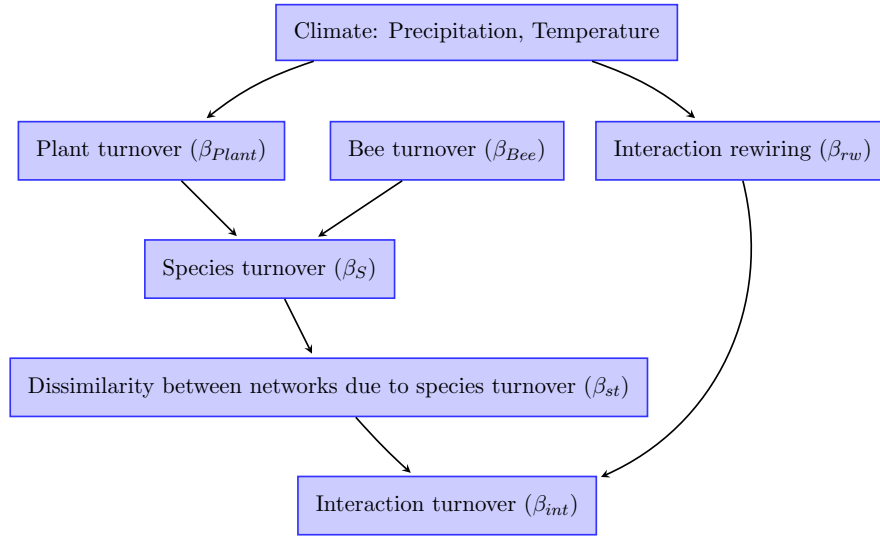 Climate: Precipitation, Temperature
Plant turnover (β_Plant)
Bee turnover (β_Bee)
Interaction rewiring (β_rw)
Species turnover (β_S)
Dissimilarity between networks due to species turnover (β_st)
Interaction turnover (β_int)